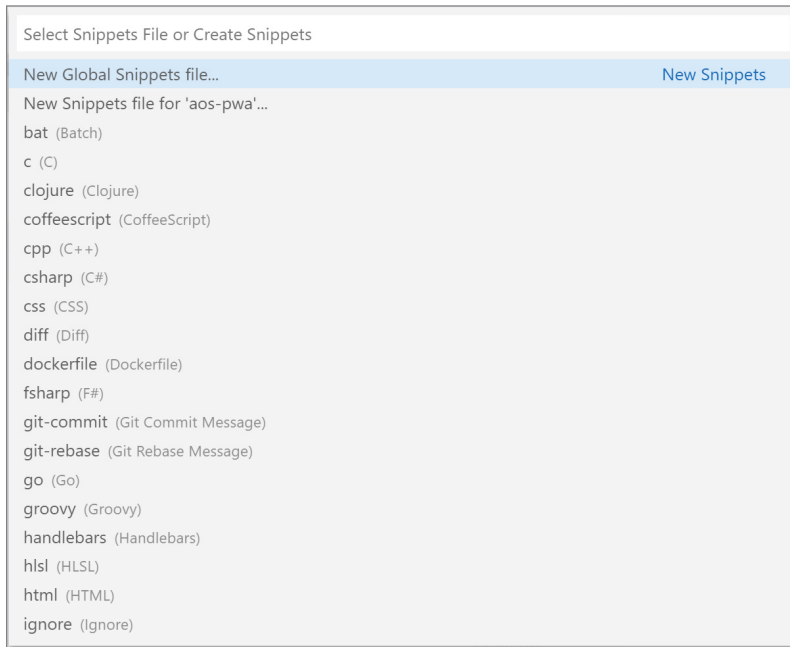 Select Snippets File or Create Snippets
New Global Snippets file... New Snippets
New Snippets file for 'aos-pwa'...
bat (Batch)
c (C)
clojure (Clojure)
coffeescript (CoffeeScript)
cpp (C++)
csharp (C#)
css (CSS)
diff (Diff)
dockerfile (Dockerfile)
fsharp (F#)
git-commit (Git Commit Message)
git-rebase (Git Rebase Message)
go (Go)
groovy (Groovy)
handlebars (Handlebars)
hlsl (HLSL)
html (HTML)
ignore (Ignore)